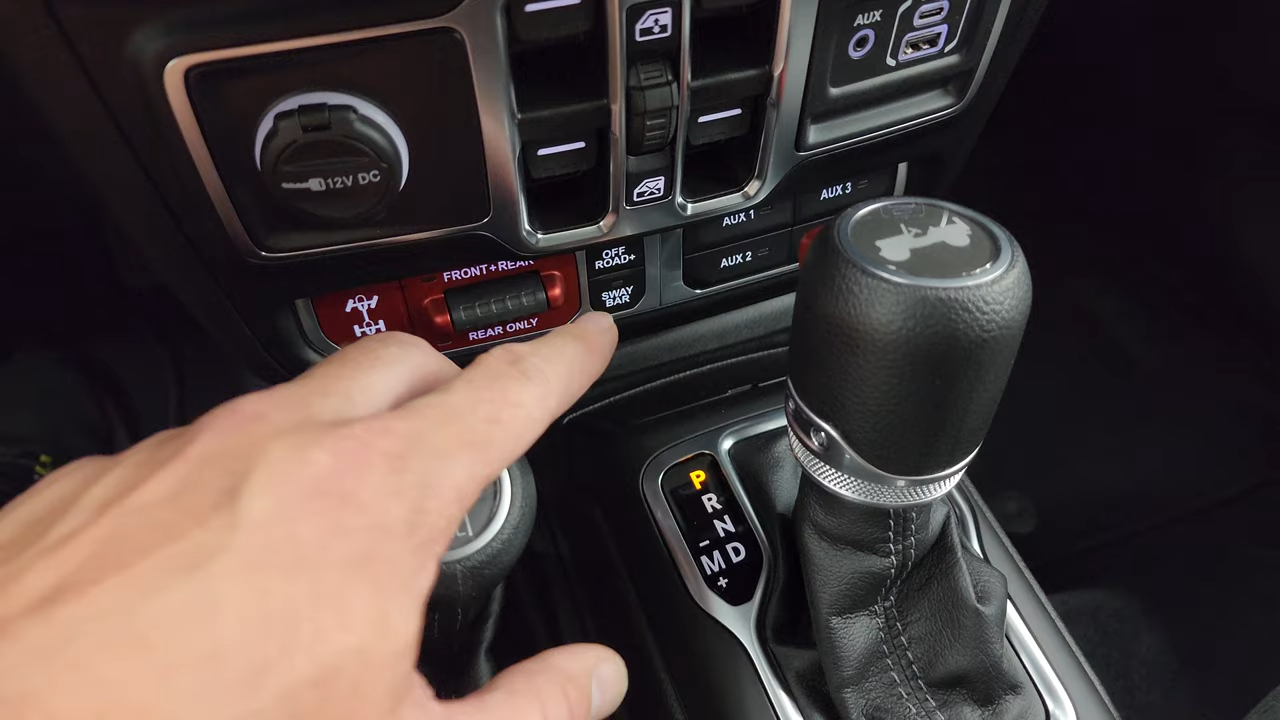 AUX
12V DC
AUX 3
AUX 1
AUX 2
OFF
ROAD+
SWAY
BAR
FRONT+REAR
REAR ONLY
P
R
N
D
-
M
+